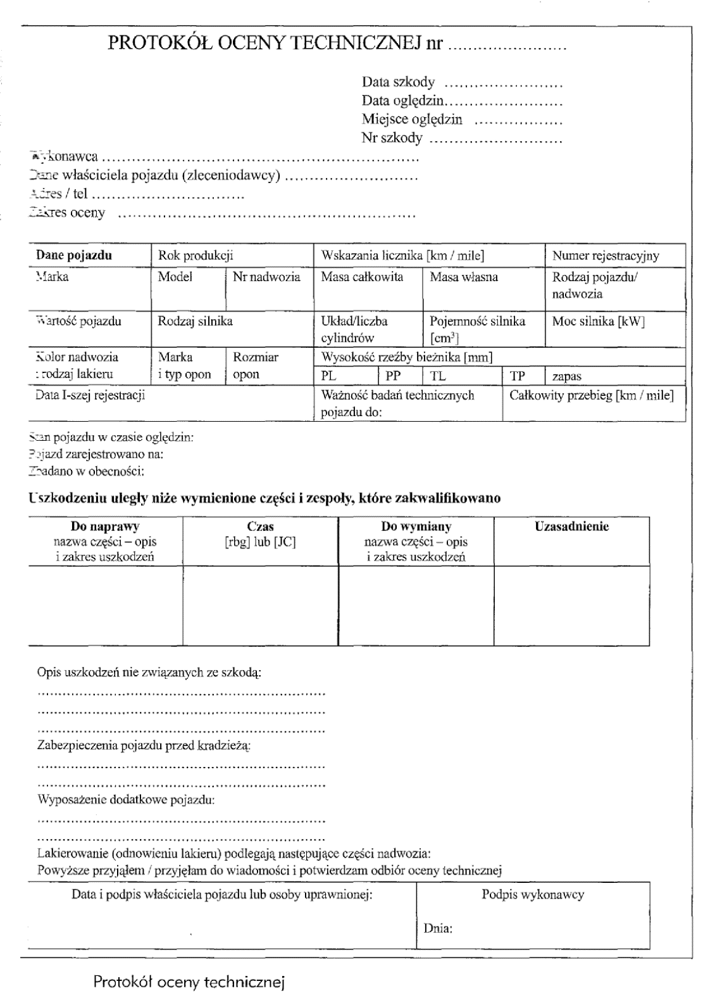 PROTOKÓŁ OCENY TECHNICZNEJ nr ........................
Data szkody ........................
Data oględzin........................
Miejsce oględzin ..................
Nr szkody ...........................
Wykonawca ................................................................
Dane właściciela pojazdu (zleceniodawcy) ...........................
Adres / tel ...............................
Zakres oceny ............................................................
Dane pojazdu Rok produkcji Wskazania licznika [km / mile] Numer rejestracyjny
Marka Model Nr nadwozia Masa całkowita Masa własna Rodzaj pojazdu/
nadwozia
Wartość pojazdu Rodzaj silnika Układ/liczba Pojemność silnika Moc silnika [kW]
cylindrów [cm³]
Kolor nadwozia Marka Rozmiar Wysokość rzeźby bieżnika [mm]
i rodzaj lakieru i typ opon opon PL PP TL TP zapas
Data I-szej rejestracji Ważność badań technicznych Całkowity przebieg [km / mile]
pojazdu do:
Stan pojazdu w czasie oględzin:
Pojazd zarejestrowano na:
Zbadano w obecności:
Uszkodzeniu uległy niże wymienione części i zespoły, które zakwalifikowano
Do naprawy Czas Do wymiany Uzasadnienie
nazwa części – opis [rbg] lub [JC] nazwa części – opis
i zakres uszkodzeń i zakres uszkodzeń
Opis uszkodzeń nie związanych ze szkodą:
......................................................................
......................................................................
......................................................................
Zabezpieczenia pojazdu przed kradzieżą:
......................................................................
......................................................................
Wyposażenie dodatkowe pojazdu:
......................................................................
......................................................................
Lakierowanie (odnowieniu lakieru) podlegają następujące części nadwozia:
Powyższe przyjąłem / przyjęłam do wiadomości i potwierdzam odbiór oceny technicznej
Data i podpis właściciela pojazdu lub osoby uprawnionej: Podpis wykonawcy
Dnia:
Protokół oceny technicznej